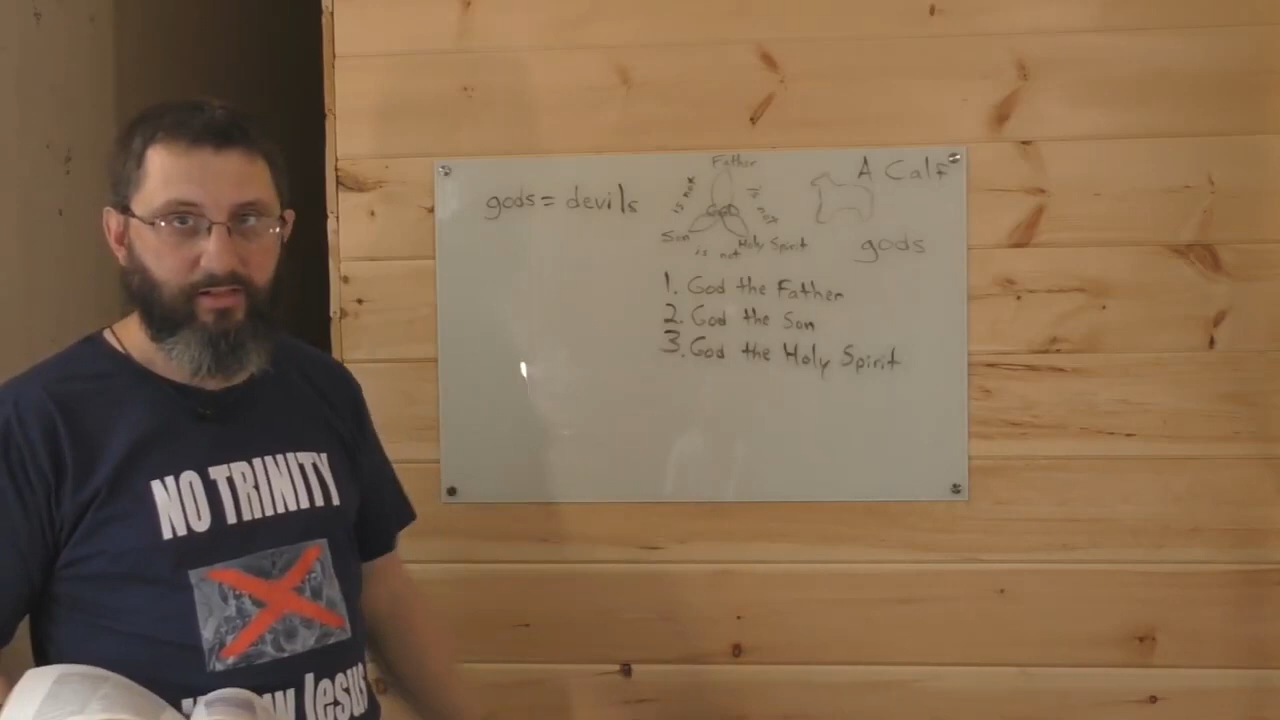 gods = devils
Father
is not
is not
God
Son
Holy Spirit
is not
A Calf
gods
1. God the Father
2. God the Son
3. God the Holy Spirit
NO TRINITY
Jesus